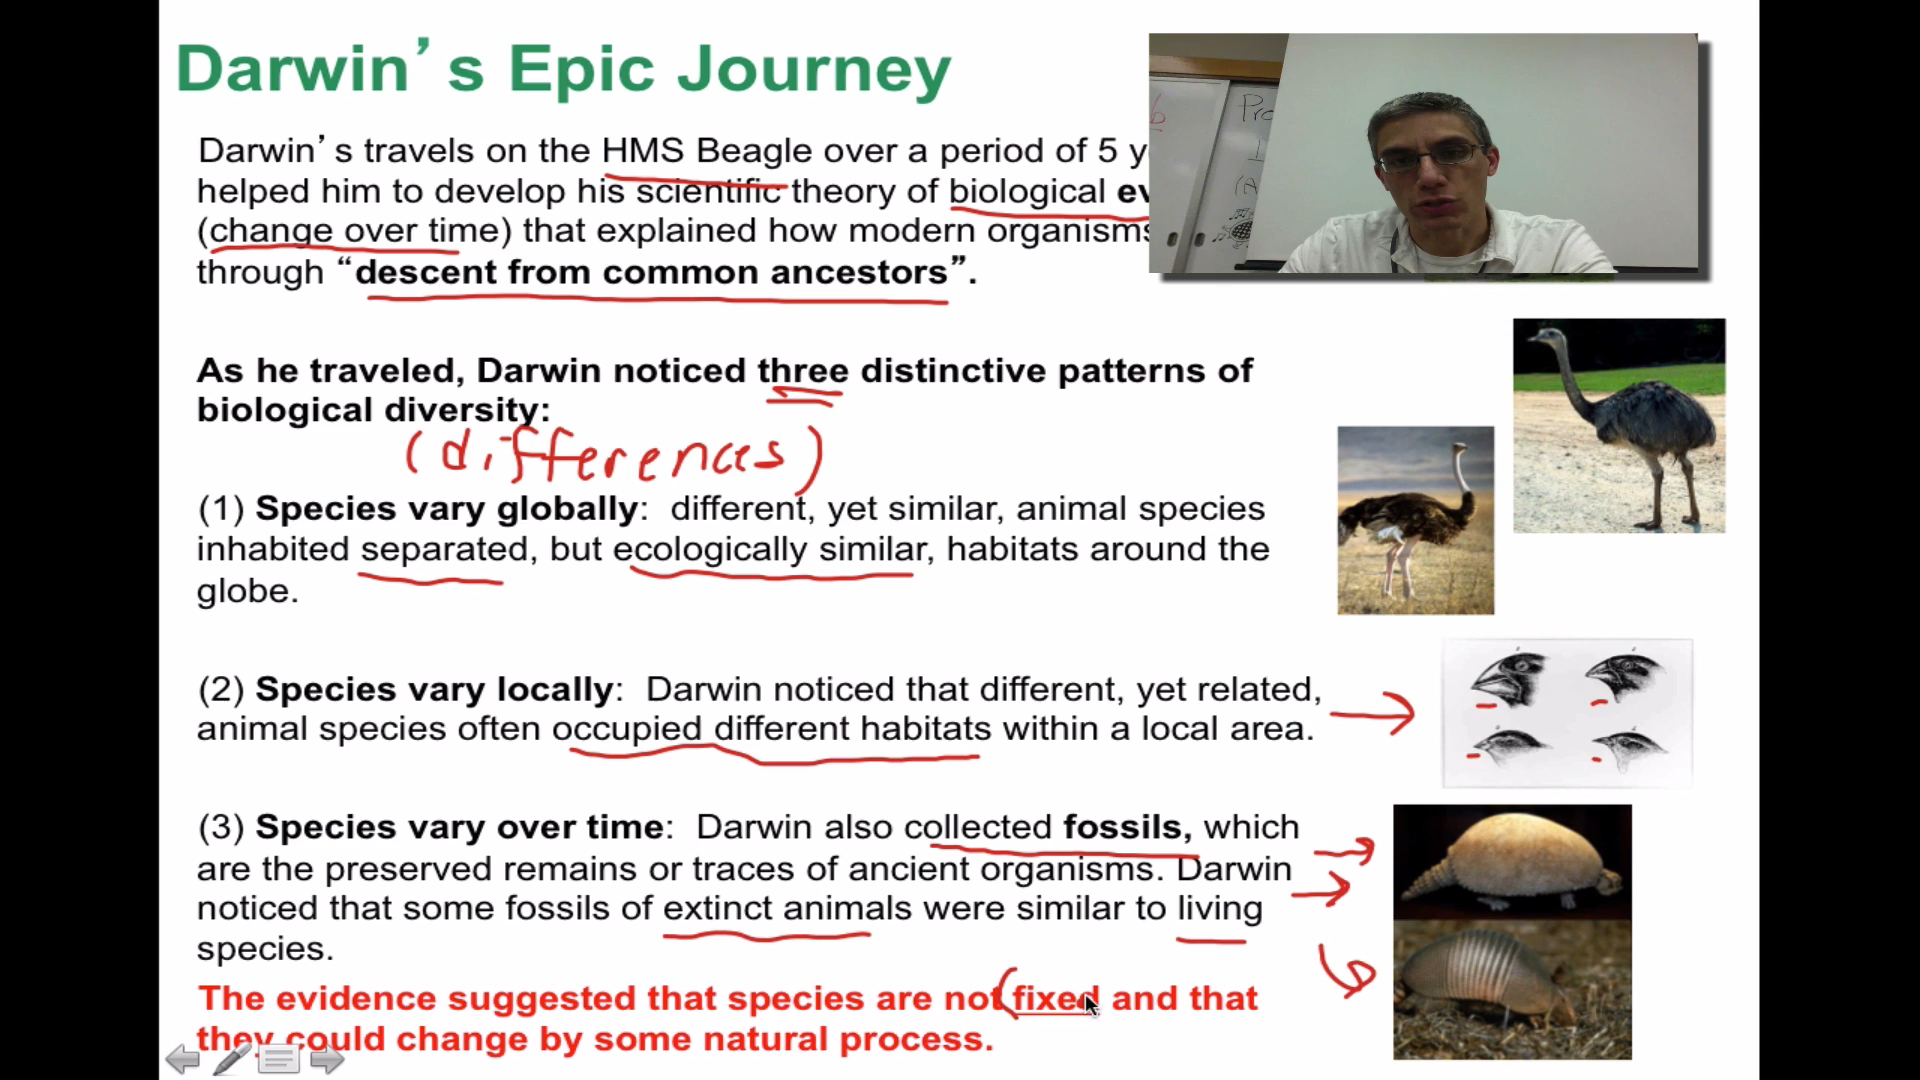 Darwin’s Epic Journey
Darwin’s travels on the HMS Beagle over a period of 5 y
helped him to develop his scientific theory of biological ev
(change over time) that explained how modern organisms
through “descent from common ancestors”.
As he traveled, Darwin noticed three distinctive patterns of
biological diversity:
(differences)
(1) Species vary globally: different, yet similar, animal species
inhabited separated, but ecologically similar, habitats around the
globe.
(2) Species vary locally: Darwin noticed that different, yet related,
animal species often occupied different habitats within a local area.
(3) Species vary over time: Darwin also collected fossils, which
are the preserved remains or traces of ancient organisms. Darwin
noticed that some fossils of extinct animals were similar to living
species.
The evidence suggested that species are not (fixed and that
they could change by some natural process.